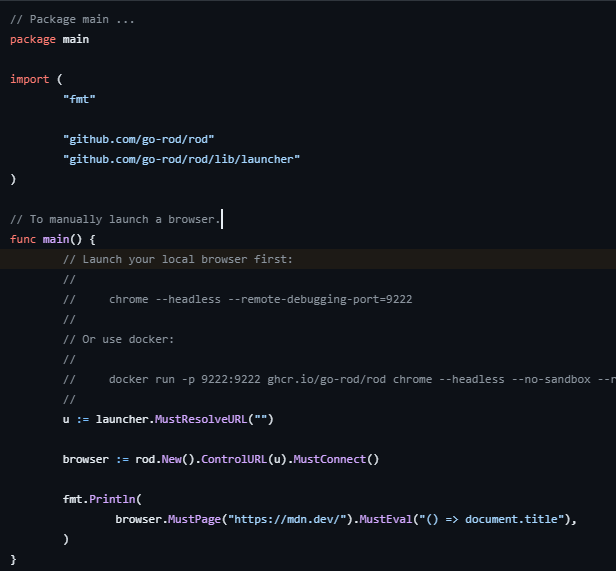 // Package main ...
package main

import (
	"fmt"

	"github.com/go-rod/rod"
	"github.com/go-rod/rod/lib/launcher"
)

// To manually launch a browser.
func main() {
	// Launch your local browser first:
	//
	//     chrome --headless --remote-debugging-port=9222
	//
	// Or use docker:
	//
	//     docker run -p 9222:9222 ghcr.io/go-rod/rod chrome --headless --no-sandbox --r
	//
	u := launcher.MustResolveURL("")

	browser := rod.New().ControlURL(u).MustConnect()

	fmt.Println(
		browser.MustPage("https://mdn.dev/").MustEval("() => document.title"),
	)
}